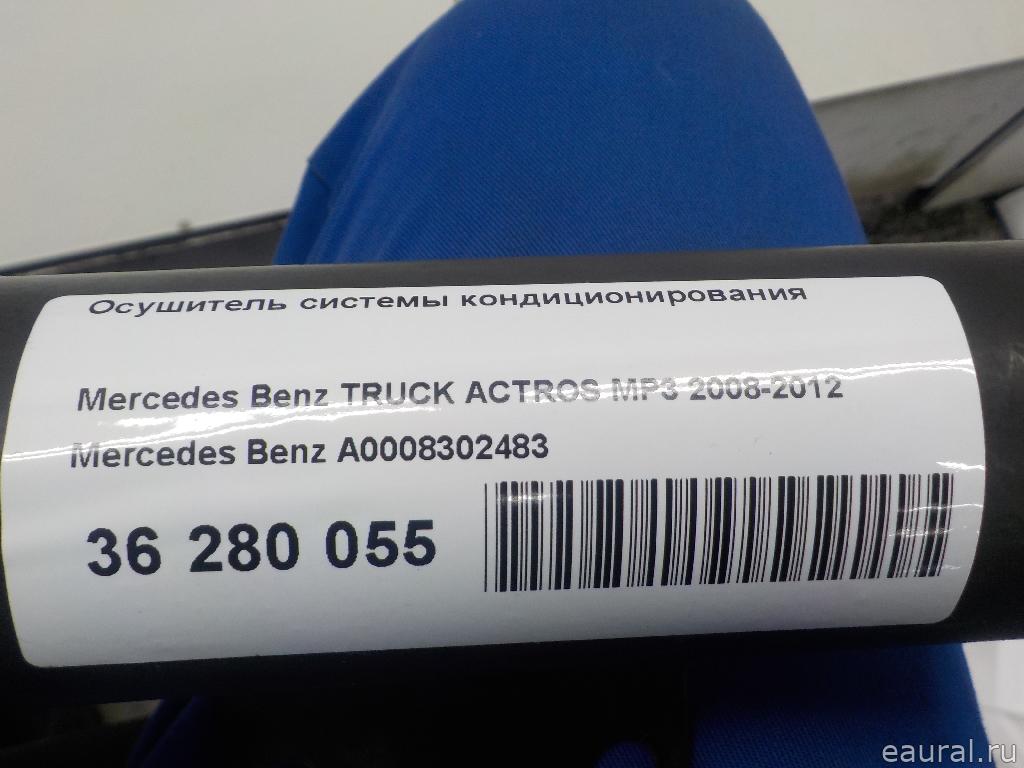 Осушитель системы кондиционирования
Mercedes Benz TRUCK ACTROS MP3 2008-2012
Mercedes Benz A0008302483
36 280 055
eaural.ru